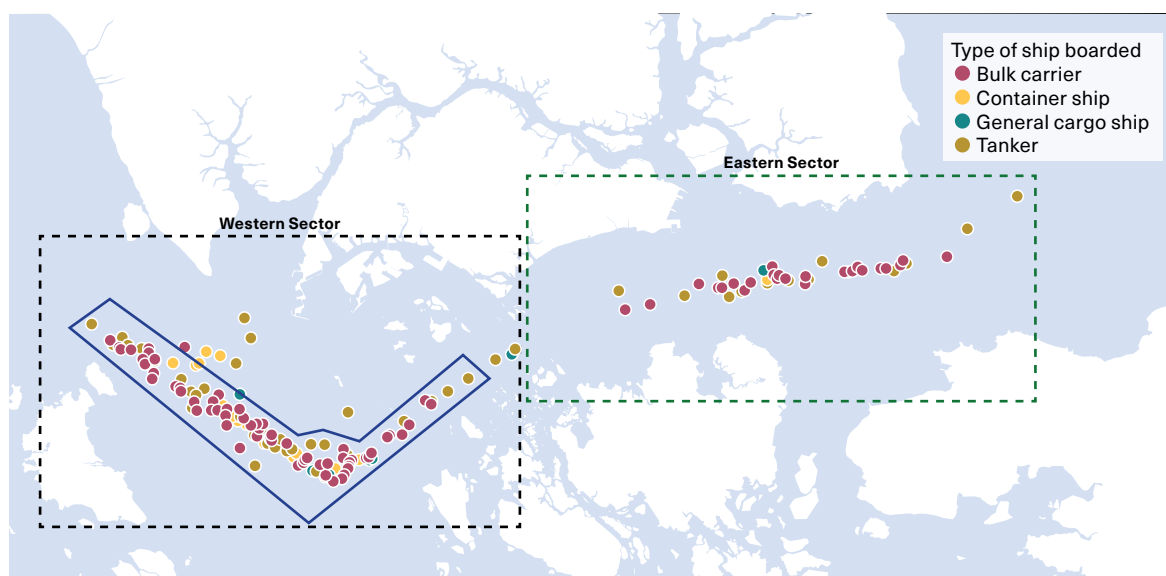 Type of ship boarded
Bulk carrier
Container ship
General cargo ship
Tanker
Eastern Sector
Western Sector